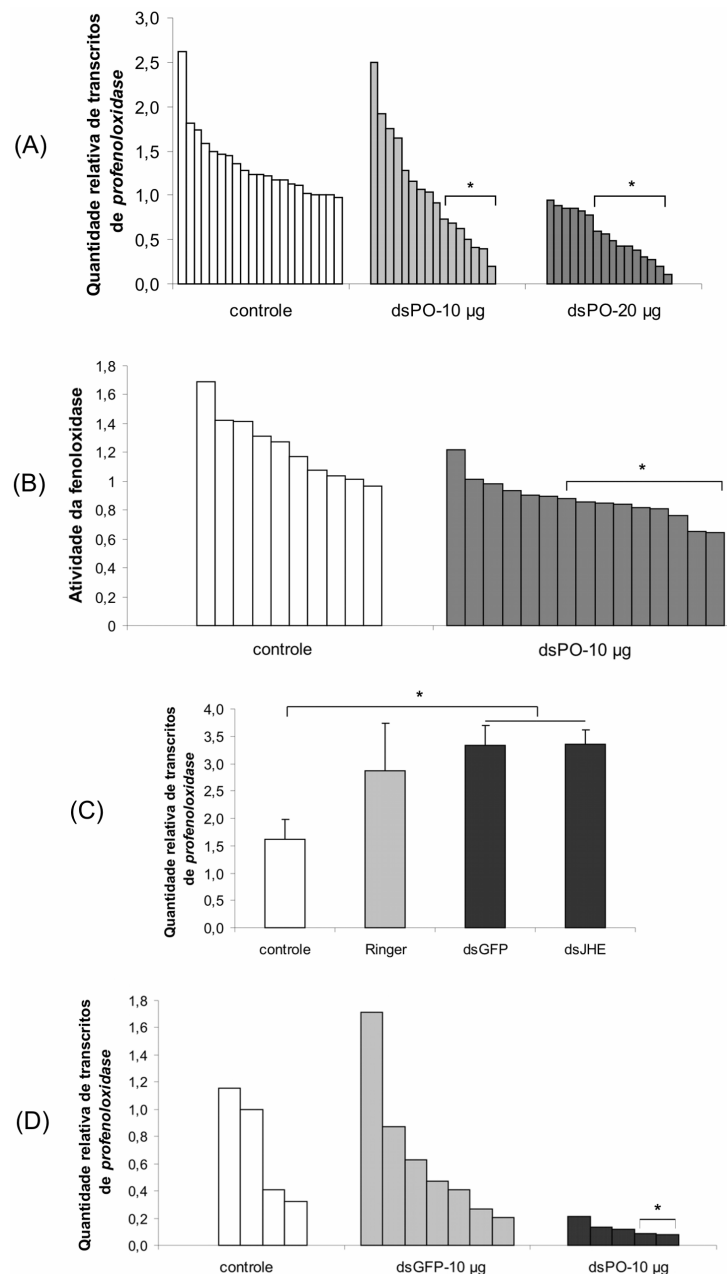 (A)
Quantidade relativa de transcritos
de profenoloxidase
3,0
2,5
2,0
1,5
1,0
0,5
0,0
*
*
controle
dsPO-10 µg
dsPO-20 µg
(B)
Atividade da fenoloxidase
1,8
1,6
1,4
1,2
1
0,8
0,6
0,4
0,2
0
*
controle
dsPO-10 µg
(C)
Quantidade relativa de transcritos
de profenoloxidase
4,0
3,5
3,0
2,5
2,0
1,5
1,0
0,5
0,0
*
controle
Ringer
dsGFP
dsJHE
(D)
Quantidade relativa de transcritos
de profenoloxidase
1,8
1,6
1,4
1,2
1,0
0,8
0,6
0,4
0,2
0
*
controle
dsGFP-10 µg
dsPO-10 µg